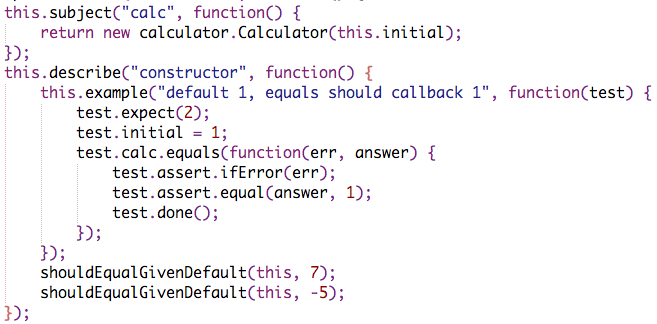 this.subject("calc", function() {
    return new calculator.Calculator(this.initial);
});
this.describe("constructor", function() {
    this.example("default 1, equals should callback 1", function(test) {
        test.expect(2);
        test.initial = 1;
        test.calc.equals(function(err, answer) {
            test.assert.ifError(err);
            test.assert.equal(answer, 1);
            test.done();
        });
    });
    shouldEqualGivenDefault(this, 7);
    shouldEqualGivenDefault(this, -5);
});